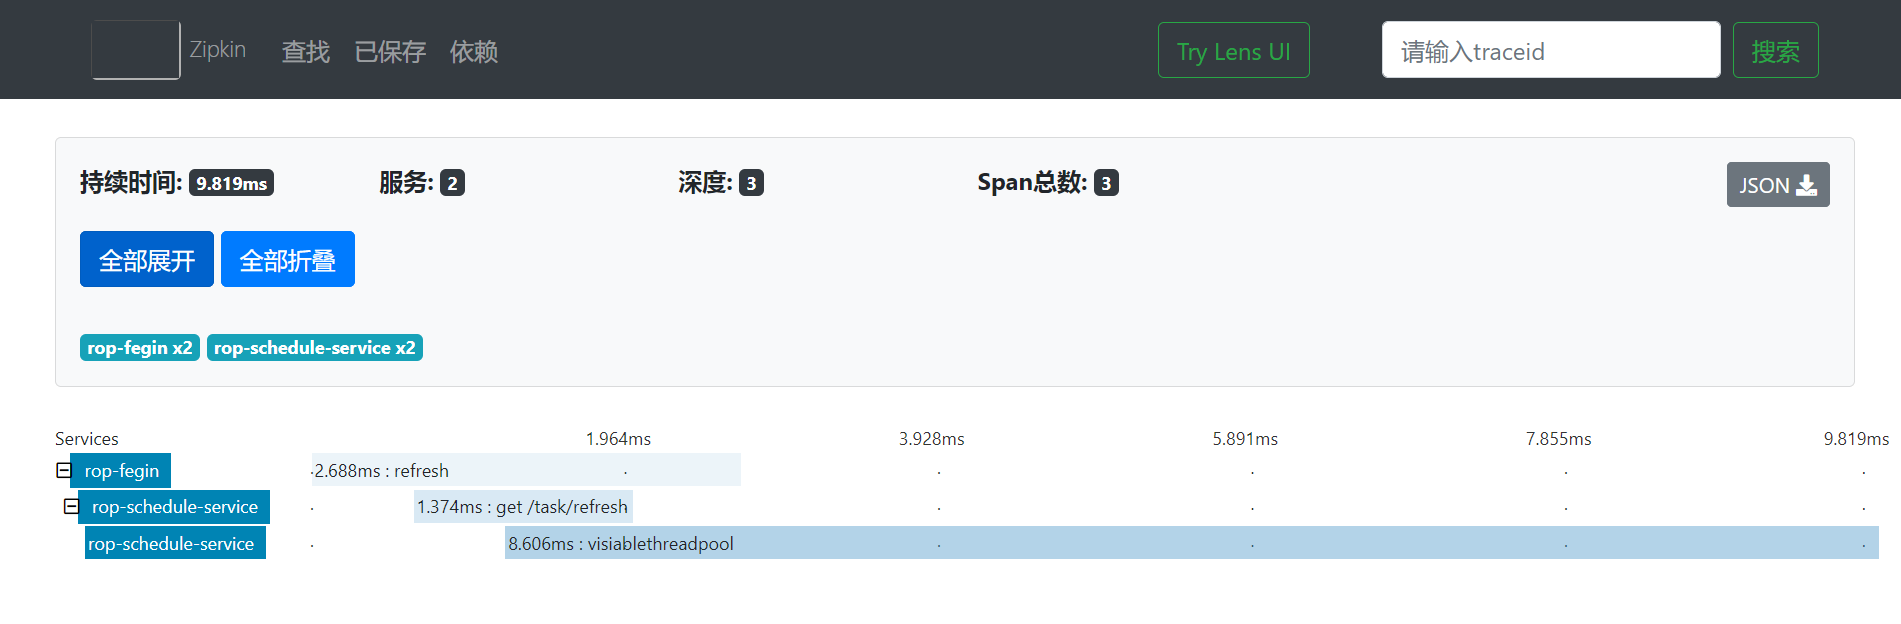 Zipkin 查找 已保存 依赖 Try Lens UI 请输入traceid 搜索
持续时间: 9.819ms 服务: 2 深度: 3 Span总数: 3 JSON
全部展开 全部折叠
rop-fegin x2 rop-schedule-service x2
Services 1.964ms 3.928ms 5.891ms 7.855ms 9.819ms
rop-fegin 2.688ms : refresh
rop-schedule-service 1.374ms : get /task/refresh
rop-schedule-service 8.606ms : visiablethreadpool